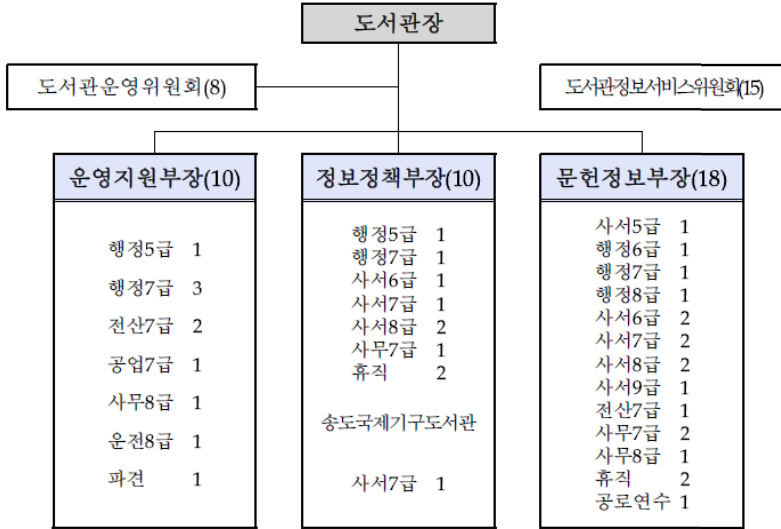 도서관장
도서관운영위원회(8)
도서관정보서비스위원회(15)
운영지원부장(10)
행정5급 1
행정7급 3
전산7급 2
공업7급 1
사무8급 1
운전8급 1
파견 1
정보정책부장(10)
행정5급 1
행정7급 1
사서6급 1
사서7급 1
사서8급 2
사무7급 1
휴직 2
송도국제기구도서관
사서7급 1
문헌정보부장(18)
사서5급 1
행정6급 1
행정7급 1
행정8급 1
사서6급 2
사서7급 2
사서8급 2
사서9급 1
전산7급 1
사무7급 2
사무8급 1
휴직 2
공로연수 1